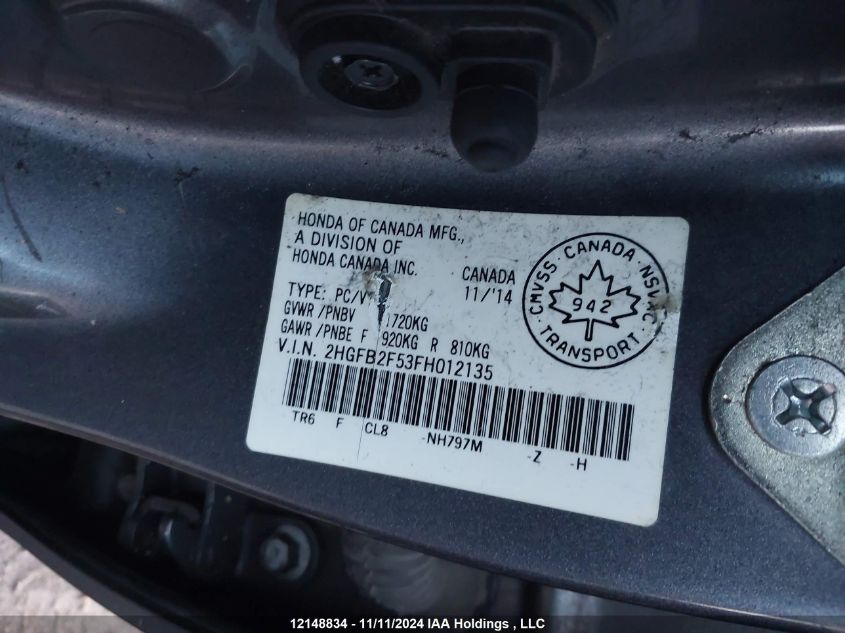 HONDA OF CANADA MFG.,
A DIVISION OF
HONDA CANADA INC.
CANADA
11/'14
TYPE: PC/V
GVWR /PNBV 1720KG
GAWR /PNBE F 920KG R 810KG
V.I.N. 2HGFB2F53FH012135
TR6 F CL8 -NH797M -Z -H
CANADA · NSVAC · TRANSPORT · CMVSS
942
12148834 - 11/11/2024 IAA Holdings , LLC